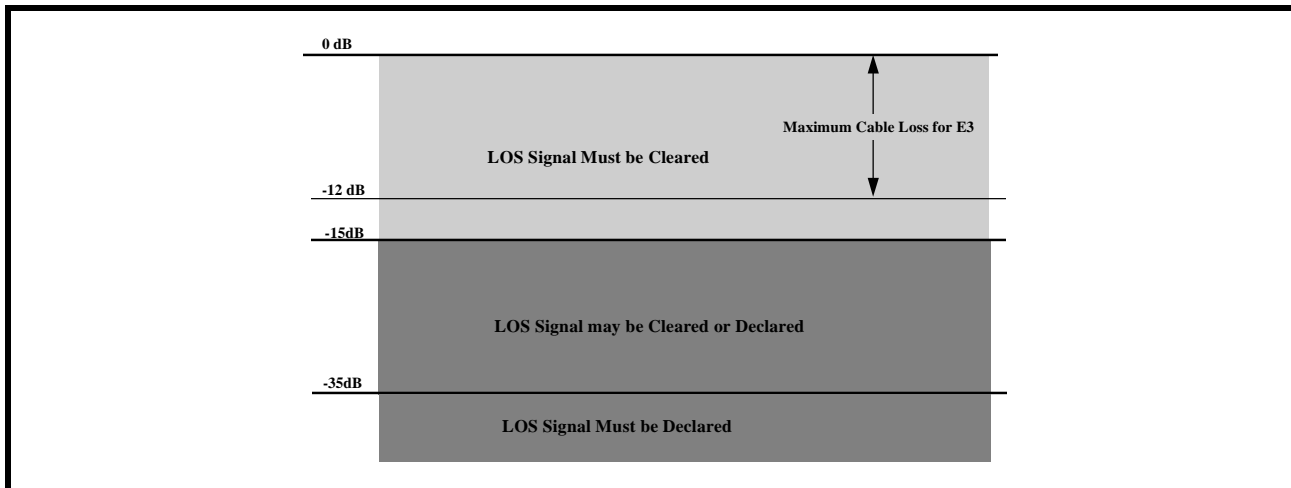 0 dB
Maximum Cable Loss for E3
LOS Signal Must be Cleared
-12 dB
-15dB
LOS Signal may be Cleared or Declared
-35dB
LOS Signal Must be Declared